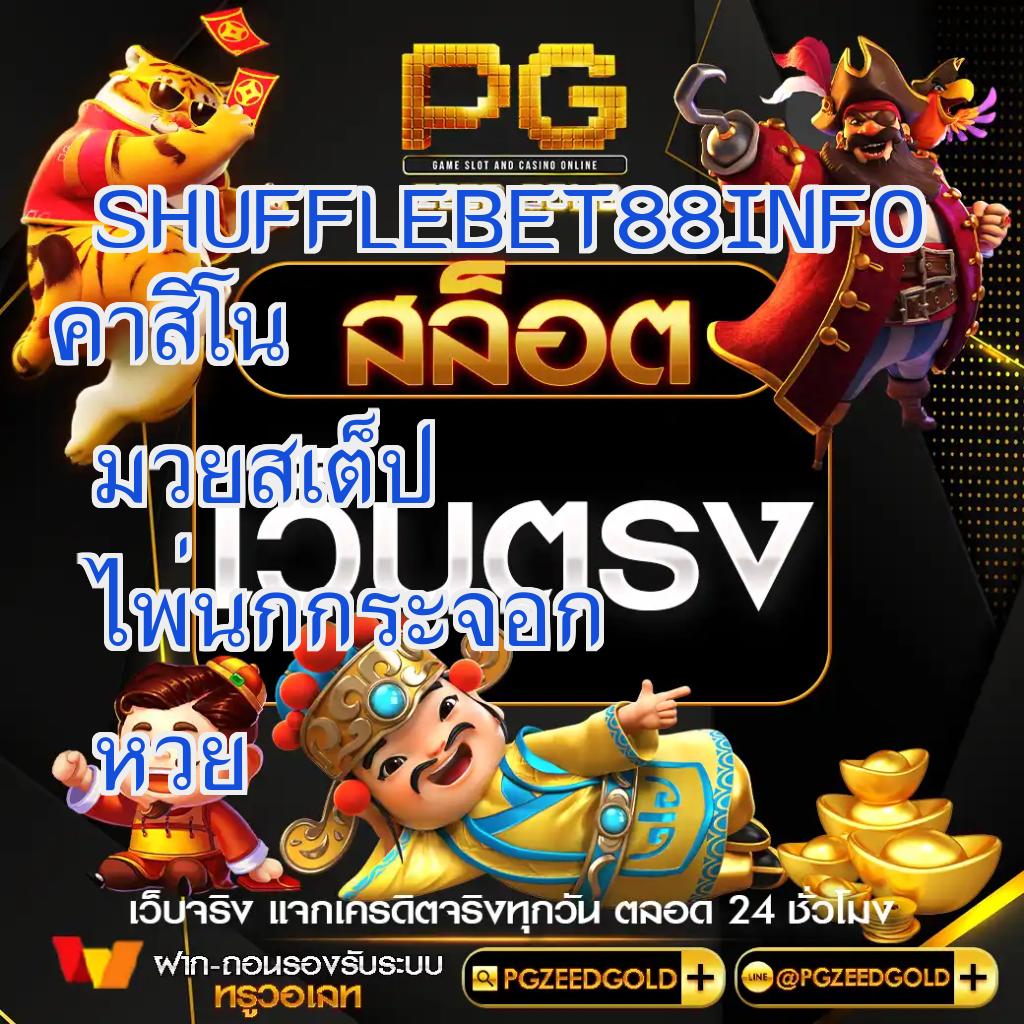 PG
GAME SLOT AND CASINO ONLINE
SHUFFLEBET88INFO
คาสิโน
สล็อต
มวยสเต็ป
เว็บตรง
ไพ่นกกระจอก
หวย
เว็บจริง แจกเครดิตจริงทุกวัน ตลอด 24 ชั่วโมง
ฝาก-ถอนรองรับระบบ
ทรูวอเลท
PGZEEDGOLD +
LINE @PGZEEDGOLD +